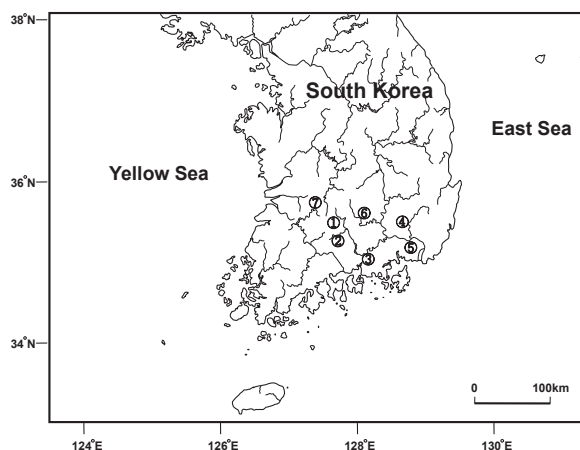 38°N
South Korea
East Sea
Yellow Sea
36°N
⑦
⑥
①
④
②
⑤
③
34°N
0 100km
124°E 126°E 128°E 130°E